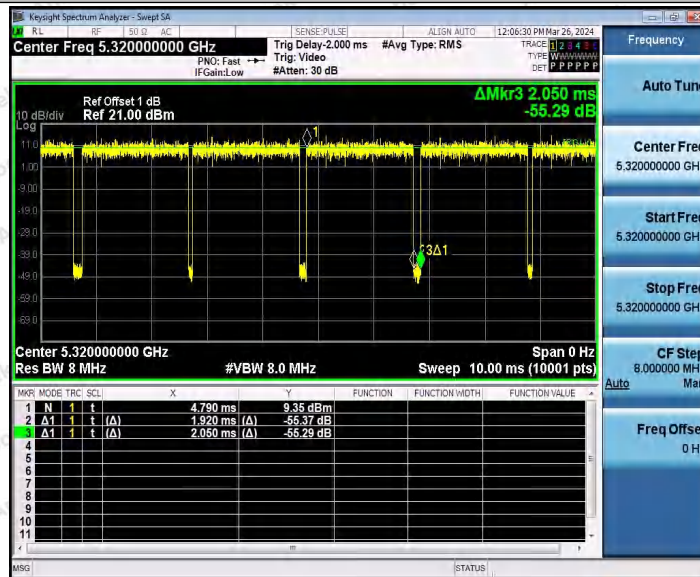 Keysight Spectrum Analyzer - Swept SA
RL RF 50 Ω AC SENSE:PULSE ALIGN AUTO 12:06:30 PM Mar 26, 2024
Center Freq 5.320000000 GHz
PNO: Fast
IFGain:Low
Trig Delay-2.000 ms
Trig: Video
#Atten: 30 dB
#Avg Type: RMS
TRACE 1 2 3 4 5 6
TYPE W
DET P P P P P P
Ref Offset 1 dB
10 dB/div Ref 21.00 dBm
Log
ΔMkr3 2.050 ms
-55.29 dB
11.0
1.00
-9.00
-19.0
-29.0
-39.0
-49.0
-59.0
-69.0
1
3Δ1
Center 5.320000000 GHz Span 0 Hz
Res BW 8 MHz #VBW 8.0 MHz Sweep 10.00 ms (10001 pts)
MKR MODE TRC SCL X Y FUNCTION FUNCTION WIDTH FUNCTION VALUE
1 N 1 t 4.790 ms 9.35 dBm
2 Δ1 1 t (Δ) 1.920 ms (Δ) -55.37 dB
3 Δ1 1 t (Δ) 2.050 ms (Δ) -55.29 dB
4
5
6
7
8
9
10
11
MSG STATUS
Frequency
Auto Tune
Center Freq
5.320000000 GH
Start Freq
5.320000000 GH
Stop Freq
5.320000000 GH
CF Step
8.000000 MH
Auto Man
Freq Offset
0 H